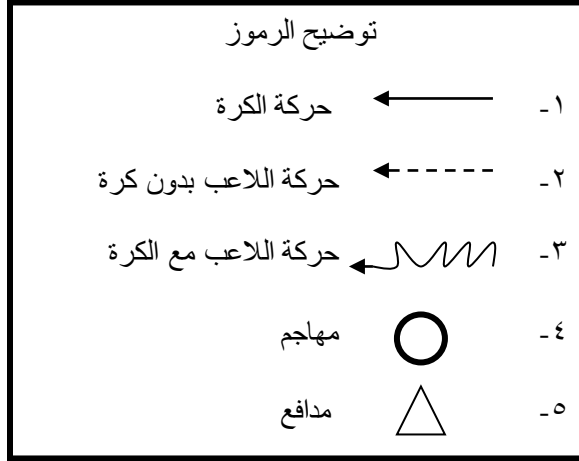 توضيح الرموز
١- حركة الكرة
٢- حركة اللاعب بدون كرة
٣- حركة اللاعب مع الكرة
٤- مهاجم
٥- مدافع